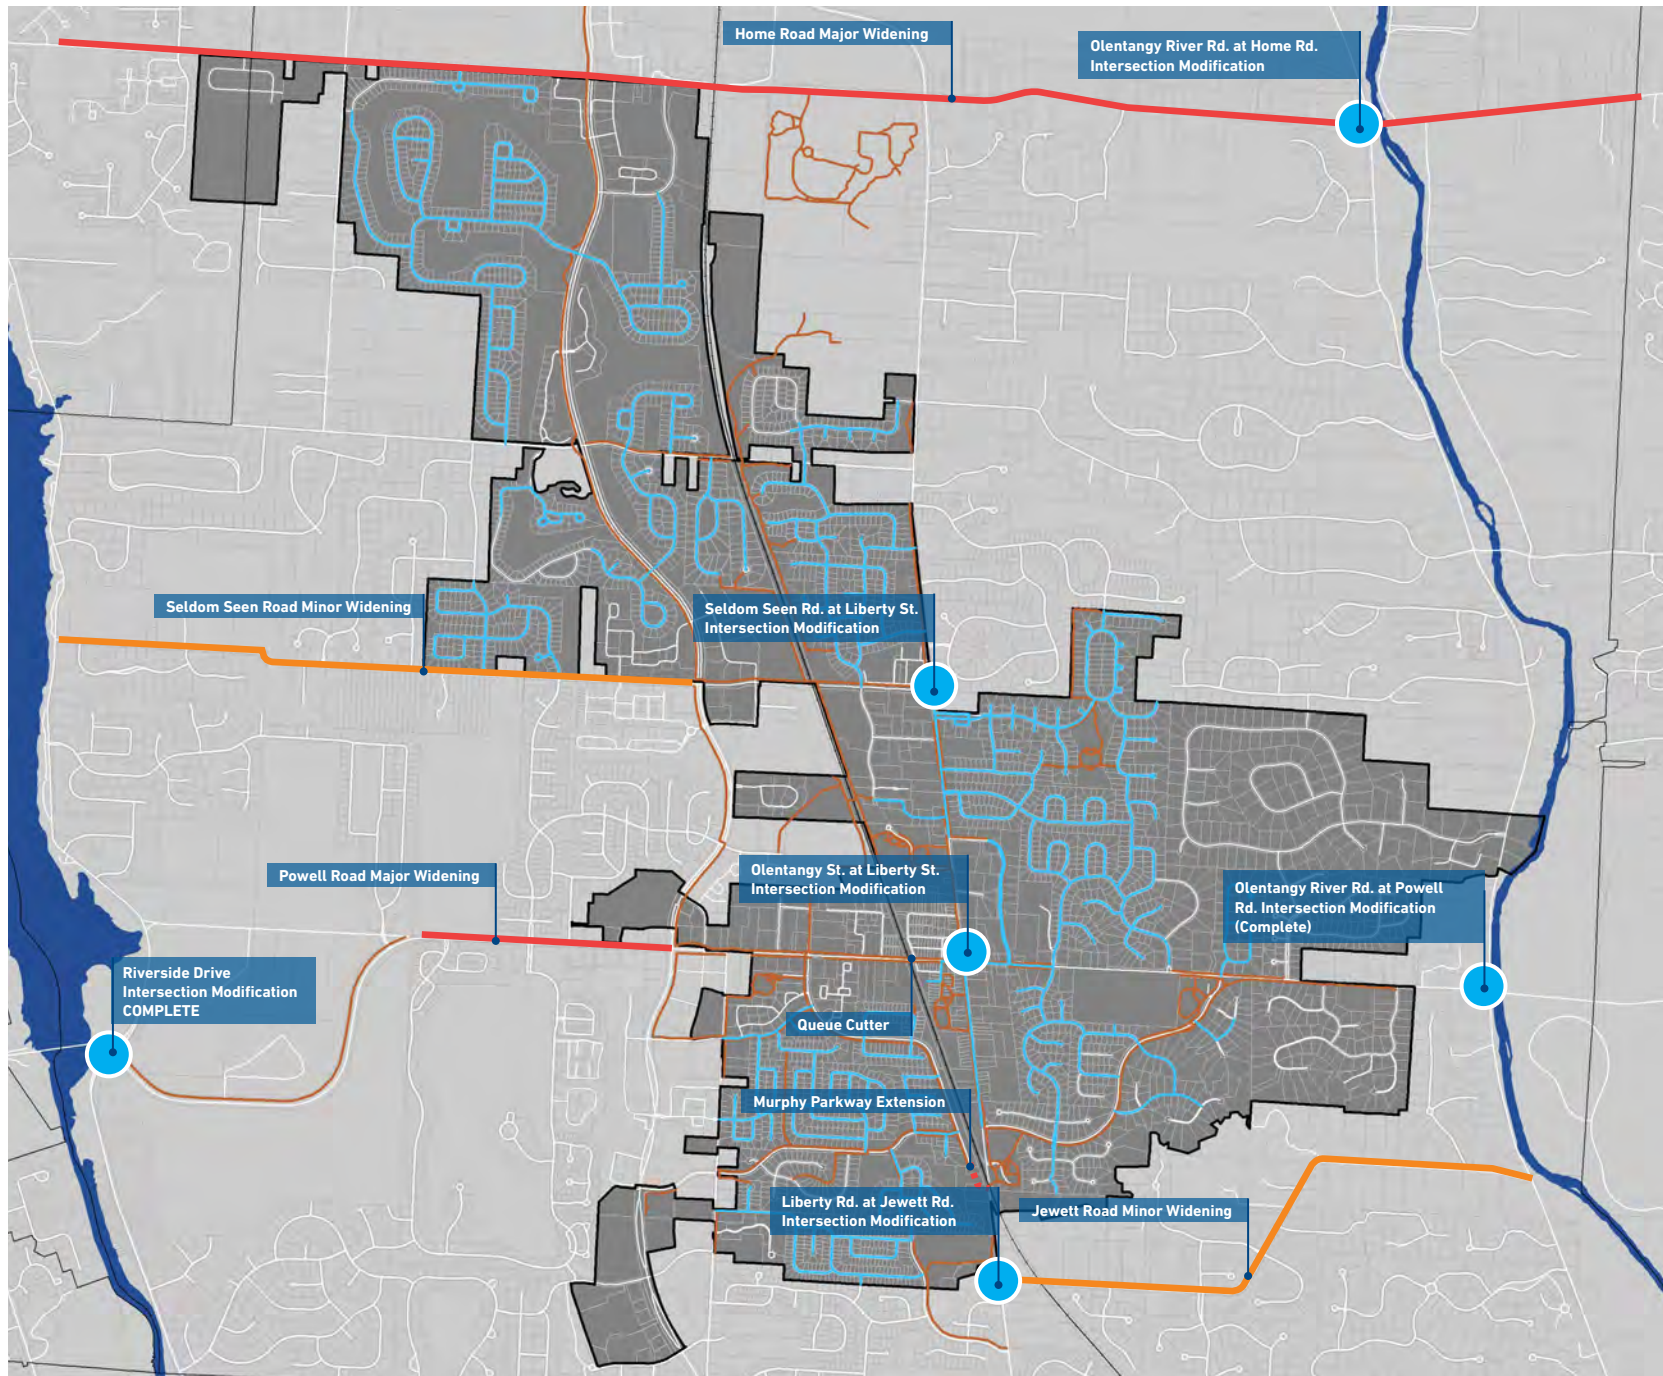 Home Road Major Widening
Olentangy River Rd. at Home Rd.
Intersection Modification
Seldom Seen Road Minor Widening
Seldom Seen Rd. at Liberty St.
Intersection Modification
Powell Road Major Widening
Olentangy St. at Liberty St.
Intersection Modification
Olentangy River Rd. at Powell
Rd. Intersection Modification
(Complete)
Riverside Drive
Intersection Modification
COMPLETE
Queue Cutter
Murphy Parkway Extension
Liberty Rd. at Jewett Rd.
Intersection Modification
Jewett Road Minor Widening